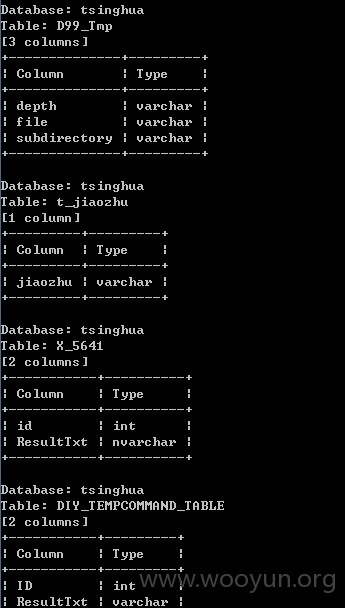 Database: tsinghua
Table: D99_Tmp
[3 columns]
+--------------+---------+
¦ Column       ¦ Type    ¦
+--------------+---------+
¦ depth        ¦ varchar ¦
¦ file         ¦ varchar ¦
¦ subdirectory ¦ varchar ¦
+--------------+---------+
Database: tsinghua
Table: t_jiaozhu
[1 column]
+---------+---------+
¦ Column  ¦ Type    ¦
+---------+---------+
¦ jiaozhu ¦ varchar ¦
+---------+---------+
Database: tsinghua
Table: X_5641
[2 columns]
+-----------+----------+
¦ Column    ¦ Type     ¦
+-----------+----------+
¦ id        ¦ int      ¦
¦ ResultTxt ¦ nvarchar ¦
+-----------+----------+
Database: tsinghua
Table: DIY_TEMPCOMMAND_TABLE
[2 columns]
+-----------+---------+
¦ Column    ¦ Type    ¦
+-----------+---------+
¦ ID        ¦ int     ¦
¦ ResultTxt ¦ varchar ¦
www.wooyun.org